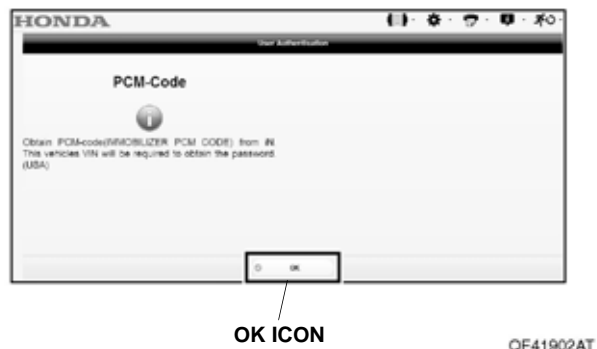 HONDA
User Authentication
PCM-Code
Obtain PCM-code(IMMOBILIZER PCM CODE) from iN.
This vehicles VIN will be required to obtain the password.
(USA)
OK
OK ICON
OF41902AT